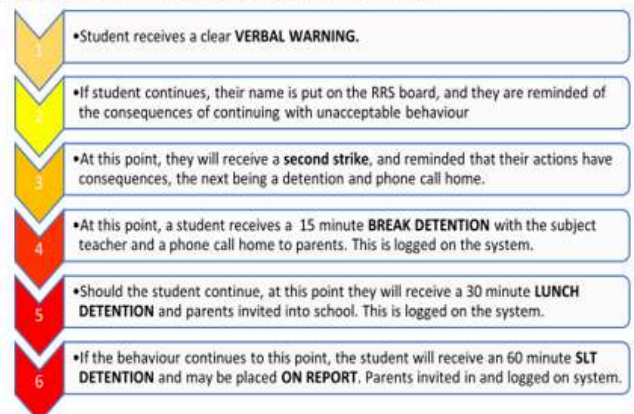 1
•Student receives a clear VERBAL WARNING.
2
•If student continues, their name is put on the RRS board, and they are reminded of
the consequences of continuing with unacceptable behaviour
3
•At this point, they will receive a second strike, and reminded that their actions have
consequences, the next being a detention and phone call home.
4
•At this point, a student receives a 15 minute BREAK DETENTION with the subject
teacher and a phone call home to parents. This is logged on the system.
5
•Should the student continue, at this point they will receive a 30 minute LUNCH
DETENTION and parents invited into school. This is logged on the system.
6
•If the behaviour continues to this point, the student will receive an 60 minute SLT
DETENTION and may be placed ON REPORT. Parents invited in and logged on system.